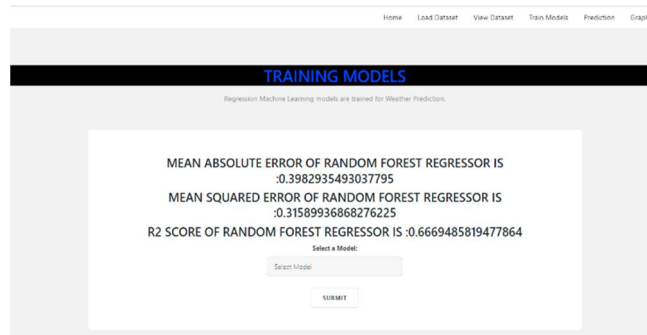 Home Load Dataset View Dataset Train Models Prediction Graph
TRAINING MODELS
Regression Machine Learning models are trained for Weather Prediction.
MEAN ABSOLUTE ERROR OF RANDOM FOREST REGRESSOR IS
:0.3982935493037795
MEAN SQUARED ERROR OF RANDOM FOREST REGRESSOR IS
:0.31589936868276225
R2 SCORE OF RANDOM FOREST REGRESSOR IS :0.6669485819477864
Select a Model:
Select Model
SUBMIT